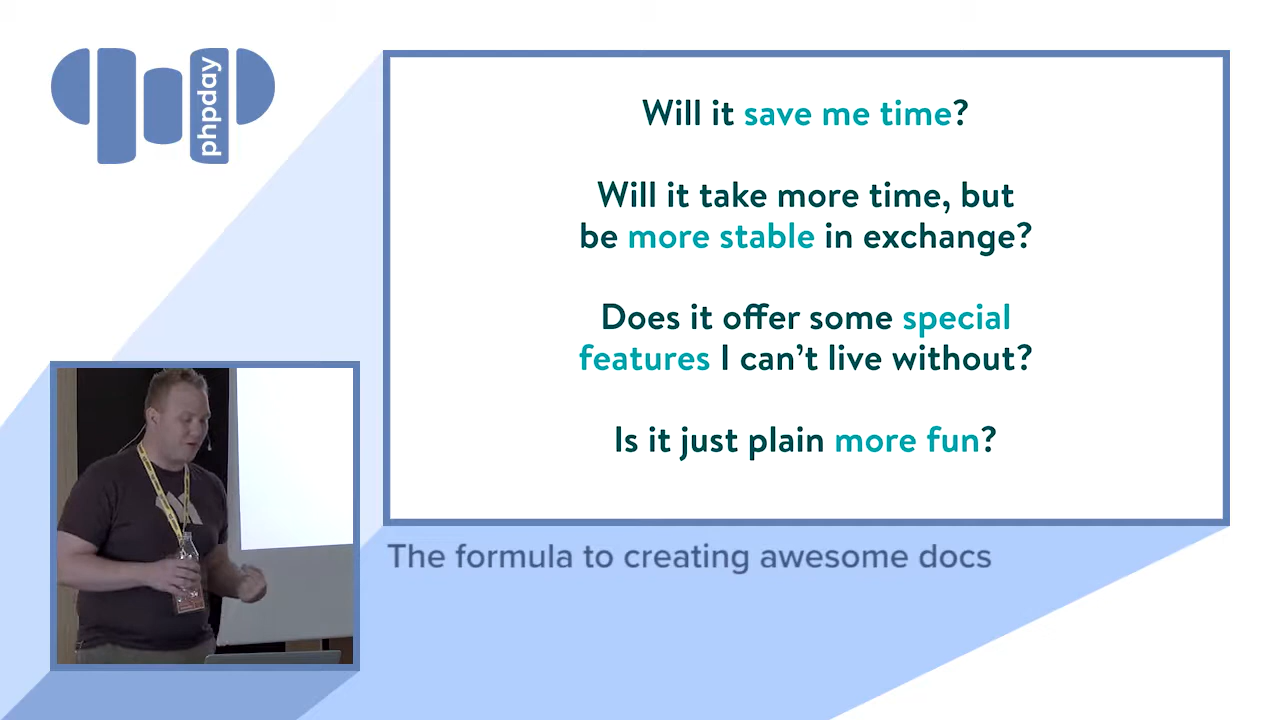 phpday
Will it save me time?
Will it take more time, but
be more stable in exchange?
Does it offer some special
features I can’t live without?
Is it just plain more fun?
The formula to creating awesome docs